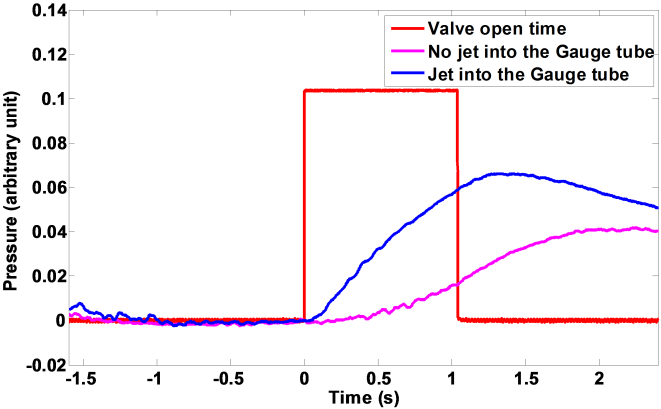 0.14
0.12
0.1
0.08
0.06
0.04
0.02
0
-0.02
Pressure (arbitrary unit)
Valve open time
No jet into the Gauge tube
Jet into the Gauge tube
-1.5 -1 -0.5 0 0.5 1 1.5 2
Time (s)